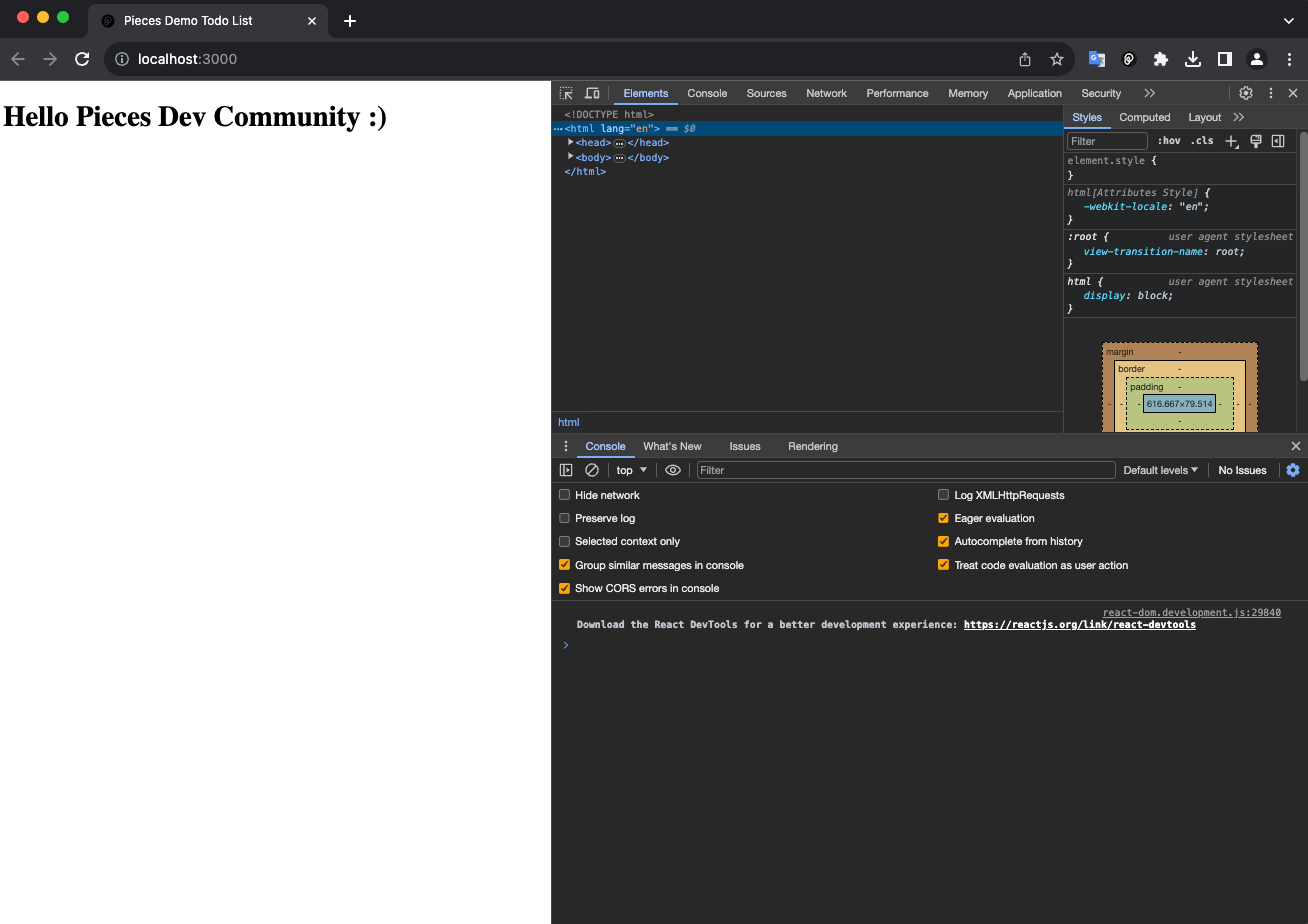 Pieces Demo Todo List
localhost:3000
Hello Pieces Dev Community :)
Elements Console Sources Network Performance Memory Application Security
<!DOCTYPE html>
<html lang="en"> == $0
<head> … </head>
<body> … </body>
</html>
html
Styles Computed Layout
Filter :hov .cls
element.style {
}
html[Attributes Style] {
-webkit-locale: "en";
}
:root { user agent stylesheet
view-transition-name: root;
}
html { user agent stylesheet
display: block;
}
margin -
border -
padding -
- - - 616.667×79.514 - - -
-
Console What's New Issues Rendering
top Filter Default levels No Issues
Hide network Log XMLHttpRequests
Preserve log Eager evaluation
Selected context only Autocomplete from history
Group similar messages in console Treat code evaluation as user action
Show CORS errors in console
react-dom.development.js:29840
Download the React DevTools for a better development experience: https://reactjs.org/link/react-devtools